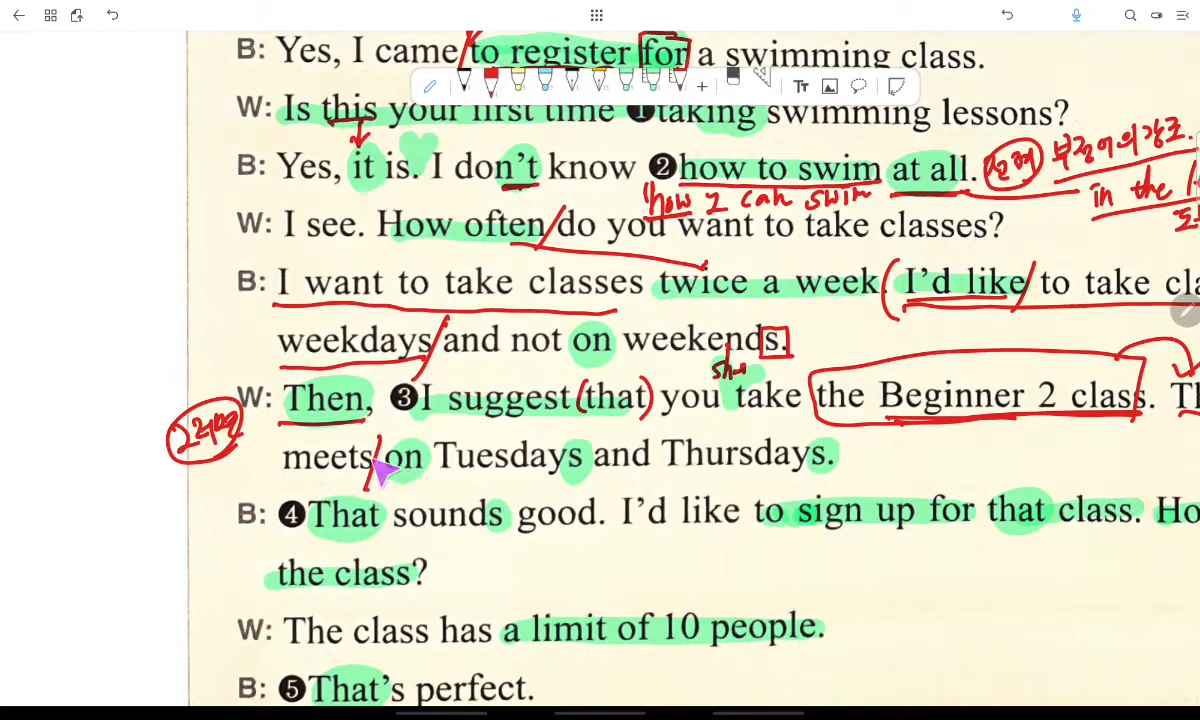 B: Yes, I came to register for a swimming class.
TT
W: Is this your first time ❶taking swimming lessons?
부정어의 강조.
B: Yes, it is. I don't know ❷how to swim at all.
in the
how I can swim
W: I see. How often do you want to take classes?
B: I want to take classes twice a week. I'd like to take cla
weekdays and not on weekends.
W: Then, ❸I suggest (that) you take the Beginner 2 class. Th
meets on Tuesdays and Thursdays.
B: ❹That sounds good. I'd like to sign up for that class. Ho
the class?
W: The class has a limit of 10 people.
B: ❺That's perfect.